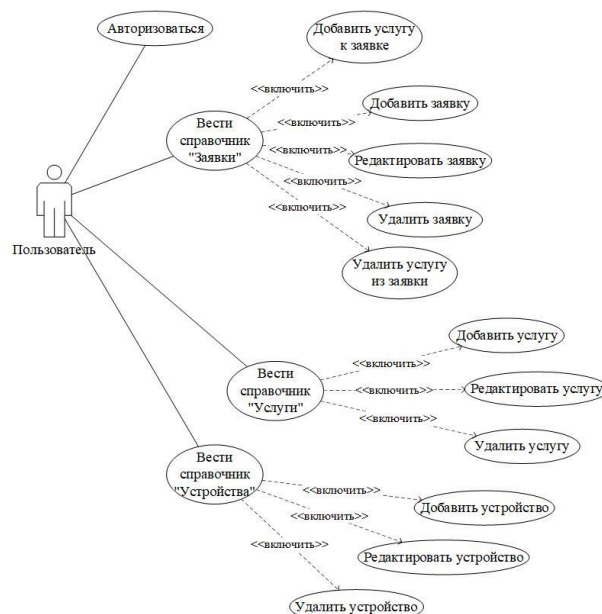 Авторизоваться
Добавить услугу
к заявке
<<включить>>
Добавить заявку
<<включить>>
Вести
справочник
"Заявки"
<<включить>>
Редактировать заявку
<<включить>>
Удалить заявку
<<включить>>
Пользователь
Удалить услугу
из заявки
Добавить услугу
<<включить>>
Вести
справочник
"Услуги"
<<включить>>
Редактировать услугу
<<включить>>
Удалить услугу
Вести
справочник
"Устройства"
<<включить>>
Добавить устройство
<<включить>>
<<включить>>
Редактировать устройство
Удалить устройство